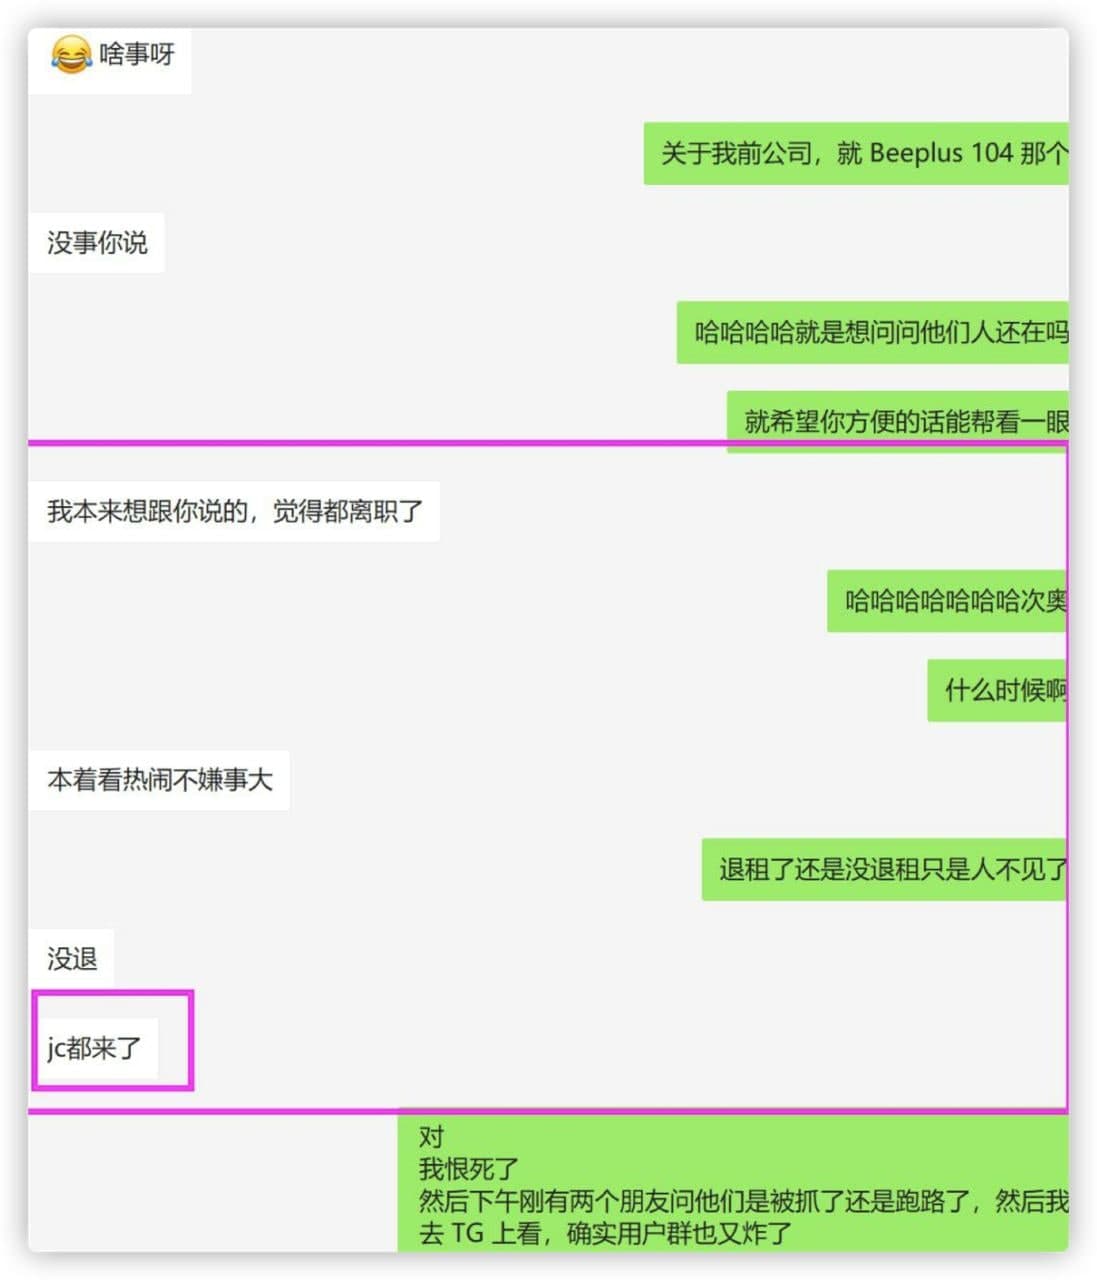 😂 啥事呀
关于我前公司，就 Beeplus 104 那个
没事你说
哈哈哈哈就是想问问他们人还在吗
就希望你方便的话能帮看一眼
我本来想跟你说的，觉得都离职了
哈哈哈哈哈哈哈次奥
什么时候啊
本着看热闹不嫌事大
退租了还是没退租只是人不见了
没退
jc都来了
对
我恨死了
然后下午刚有两个朋友问他们是被抓了还是跑路了，然后我
去 TG 上看，确实用户群也又炸了